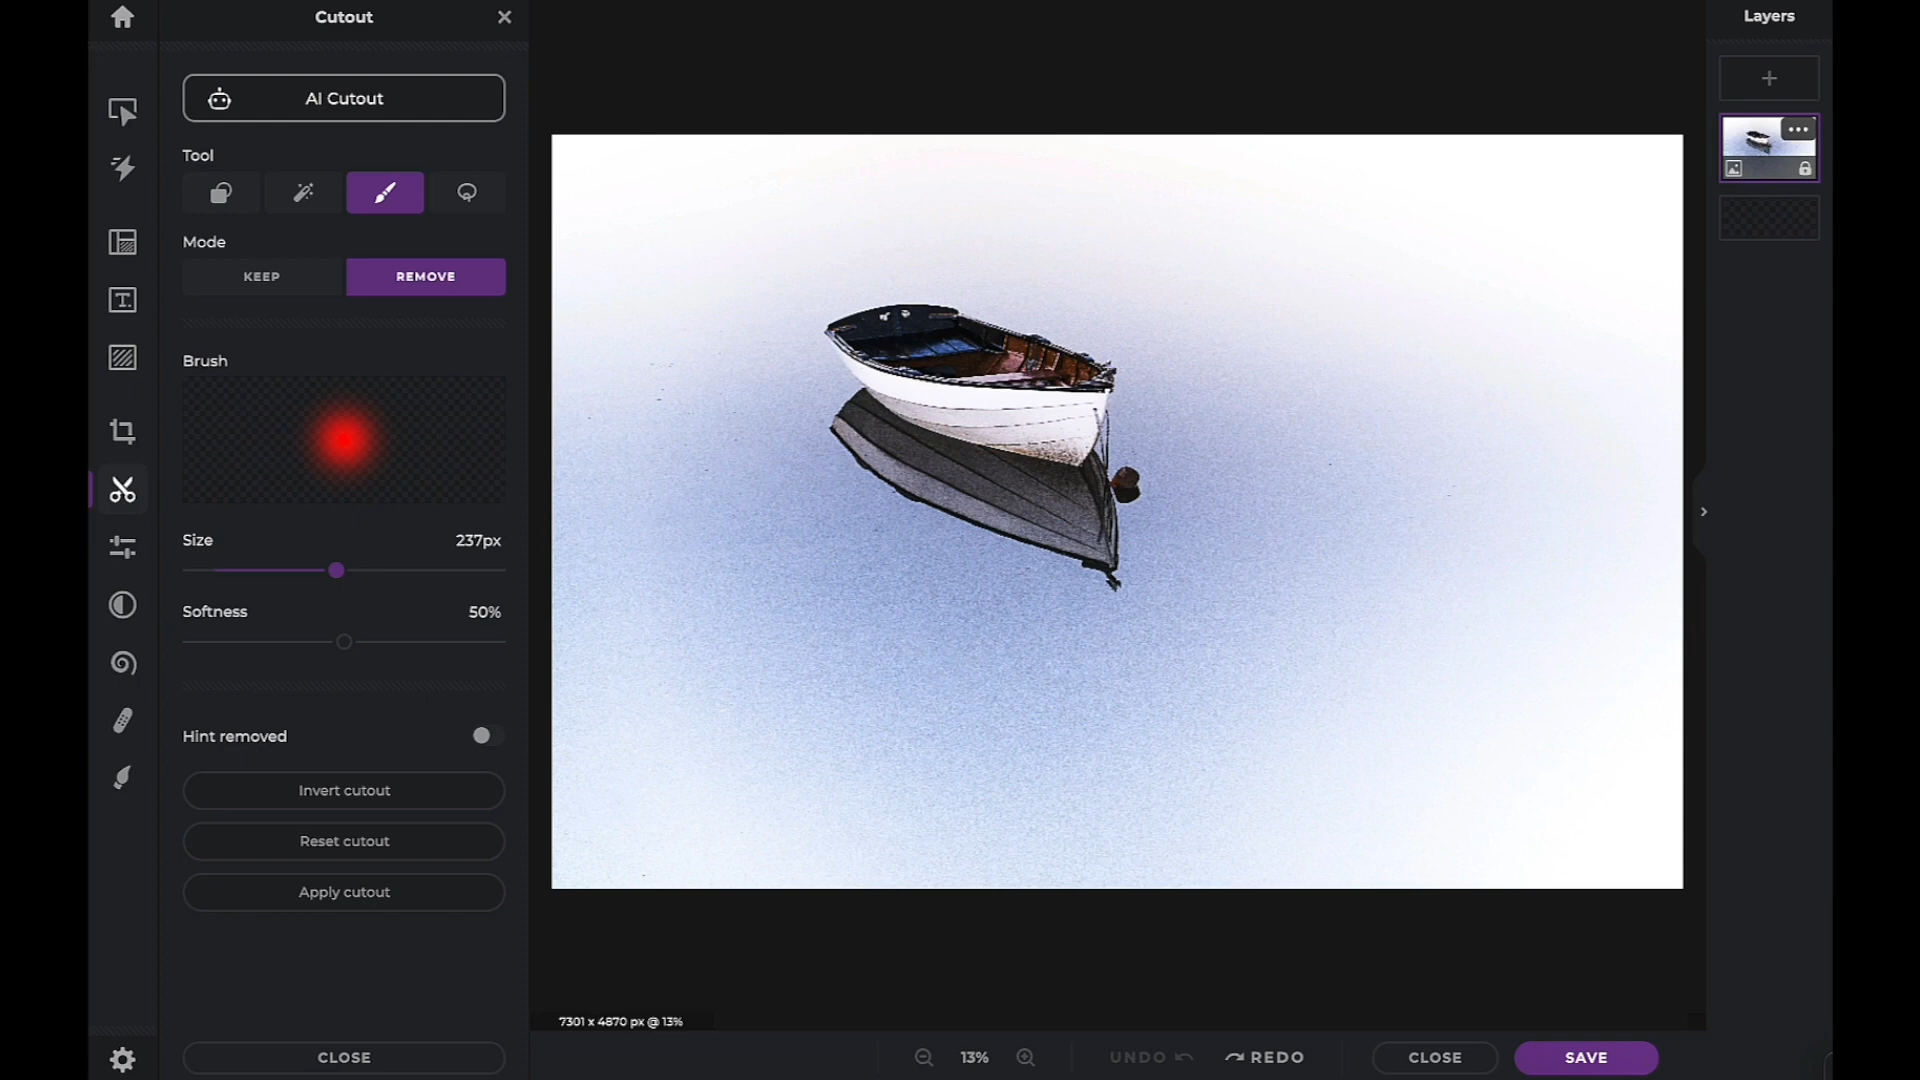 Cutout
Layers
AI Cutout
Tool
Mode
KEEP
REMOVE
Brush
Size
237px
Softness
50%
Hint removed
Invert cutout
Reset cutout
Apply cutout
7301 x 4870 px @ 13%
CLOSE
13%
UNDO
REDO
CLOSE
SAVE